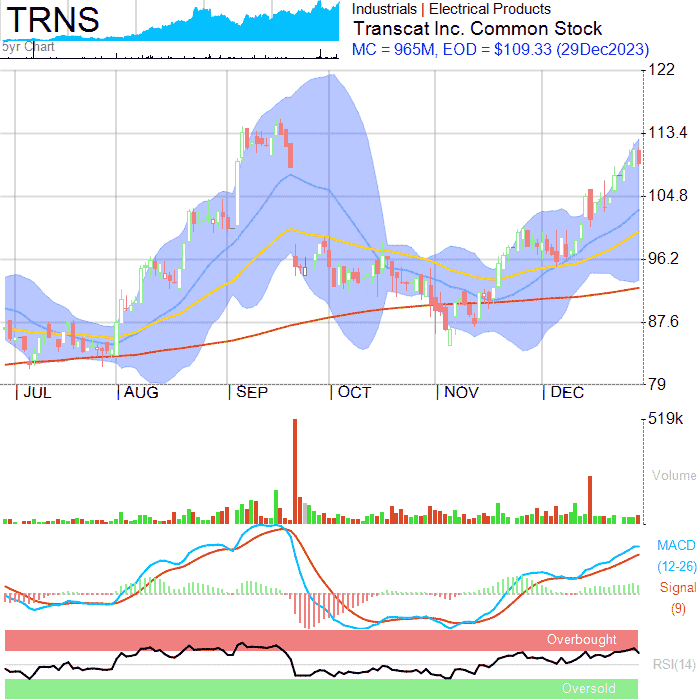 TRNS
5yr Chart
Industrials | Electrical Products
Transcat Inc. Common Stock
MC = 965M, EOD = $109.33 (29Dec2023)
122
113.4
104.8
96.2
87.6
79
JUL AUG SEP OCT NOV DEC
519k
Volume
MACD
(12-26)
Signal
(9)
Overbought
RSI(14)
Oversold